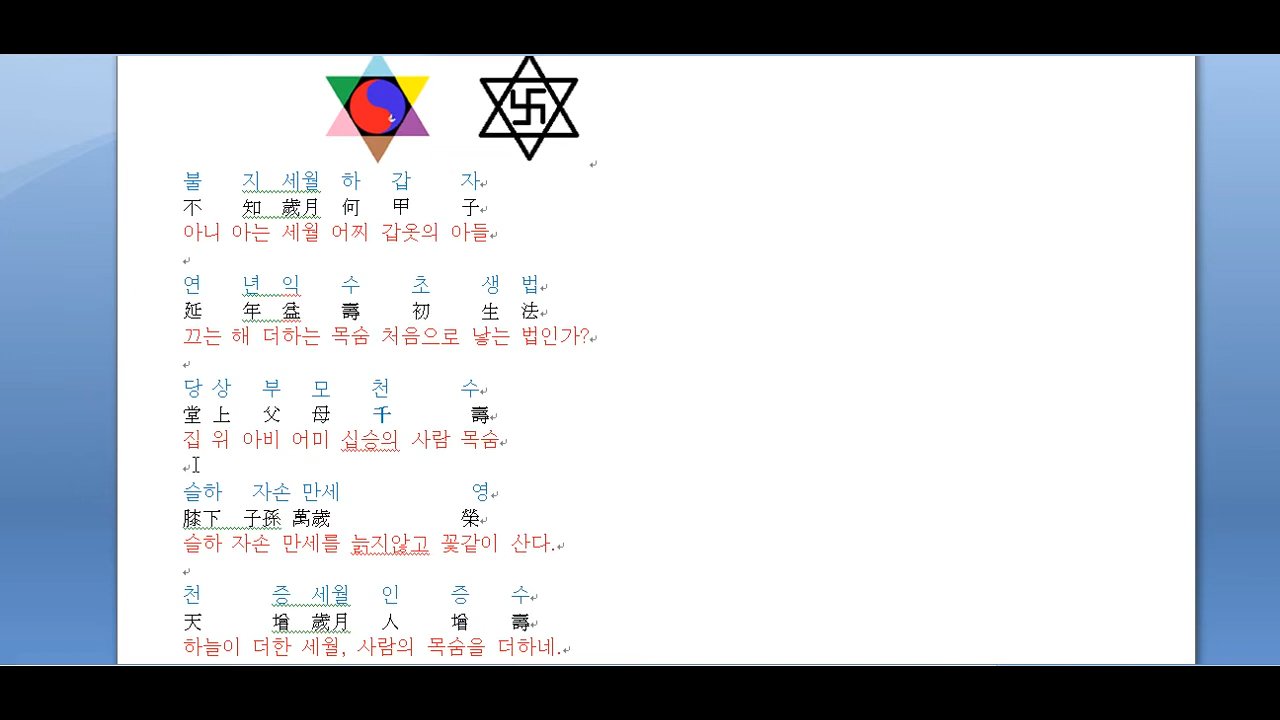 불 지 세월 하 갑 자
不 知 歲月 何 甲 子
아니 아는 세월 어찌 갑옷의 아들
연 년 익 수 초 생 법
延 年 益 壽 初 生 法
끄는 해 더하는 목숨 처음으로 낳는 법인가?
당 상 부 모 천 수
堂 上 父 母 千 壽
집 위 아비 어미 십승의 사람 목숨
슬하 자손 만세 영
膝下 子孫 萬歲 榮
슬하 자손 만세를 늙지않고 꽃같이 산다.
천 증 세월 인 증 수
天 增 歲月 人 增 壽
하늘이 더한 세월, 사람의 목숨을 더하네.